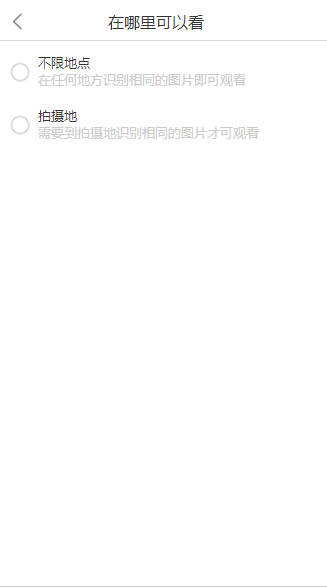 在哪里可以看
不限地点
在任何地方识别相同的图片即可观看
拍摄地
需要到拍摄地识别相同的图片才可观看